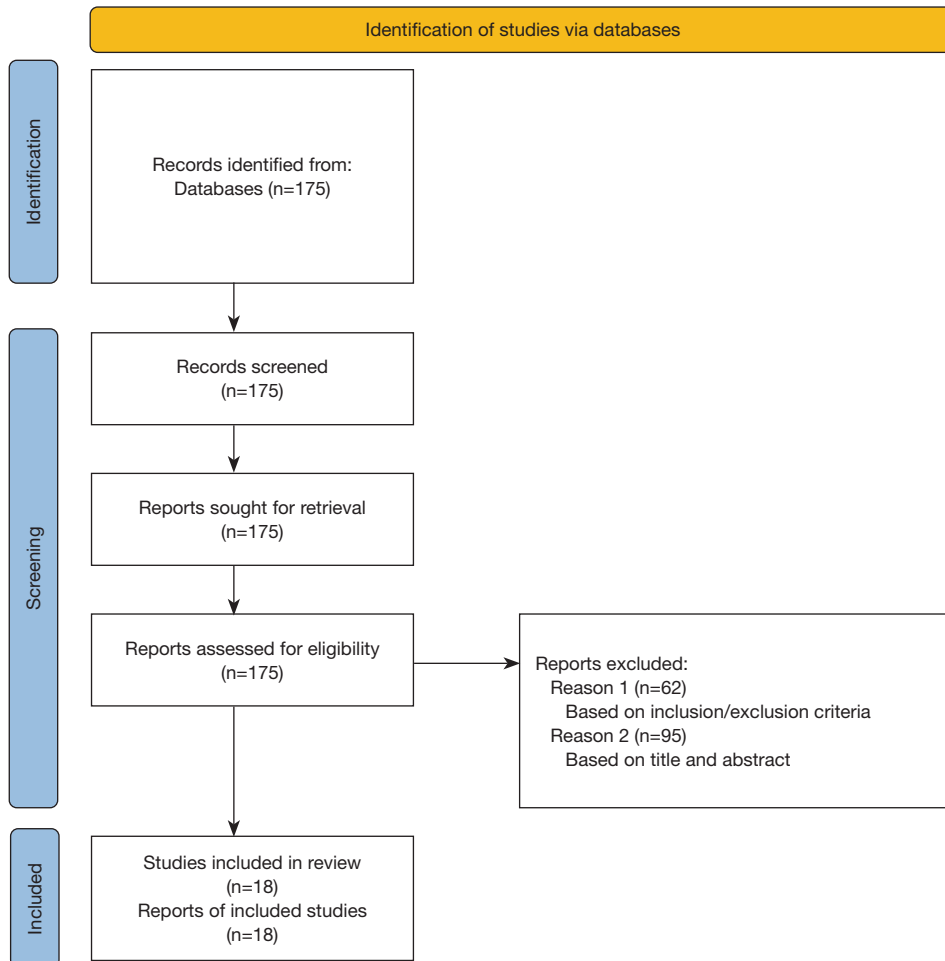 Identification of studies via databases
Identification
Records identified from:
Databases (n=175)
Screening
Records screened
(n=175)
Reports sought for retrieval
(n=175)
Reports assessed for eligibility
(n=175)
Reports excluded:
Reason 1 (n=62)
Based on inclusion/exclusion criteria
Reason 2 (n=95)
Based on title and abstract
Included
Studies included in review
(n=18)
Reports of included studies
(n=18)